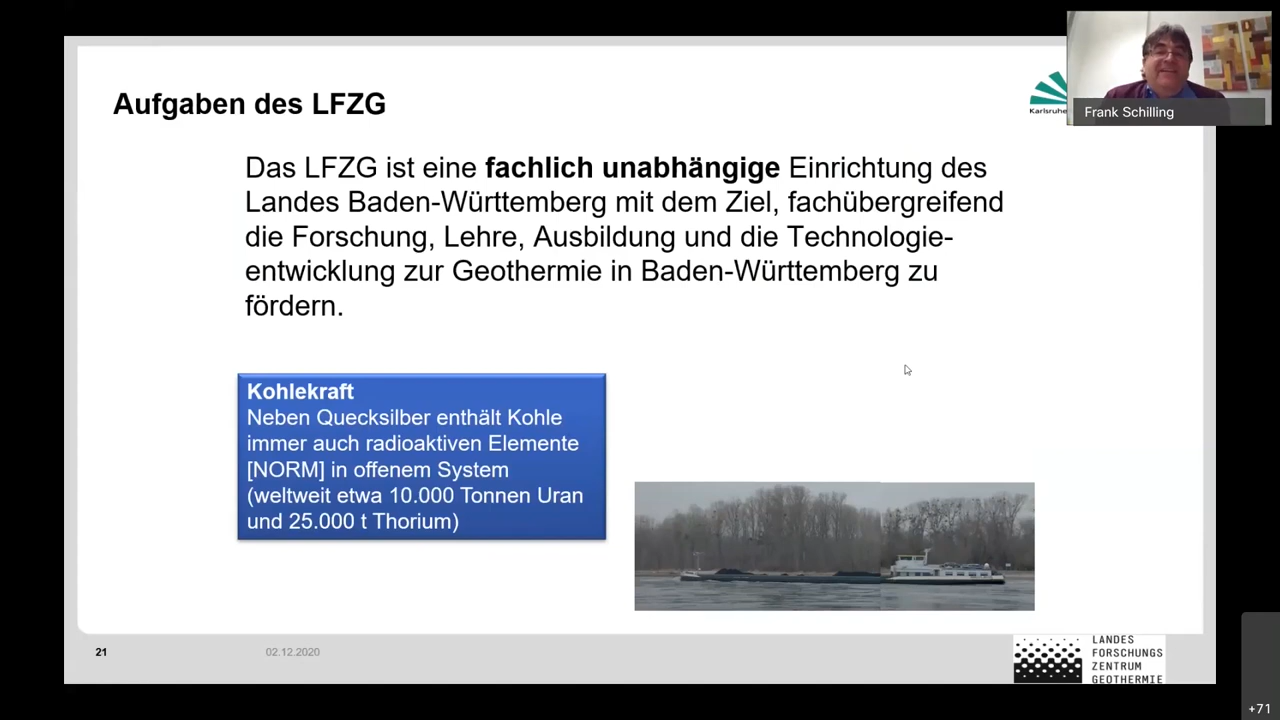 Aufgaben des LFZG
Karlsruhe
Frank Schilling
Das LFZG ist eine fachlich unabhängige Einrichtung des
Landes Baden-Württemberg mit dem Ziel, fachübergreifend
die Forschung, Lehre, Ausbildung und die Technologie-
entwicklung zur Geothermie in Baden-Württemberg zu
fördern.
Kohlekraft
Neben Quecksilber enthält Kohle
immer auch radioaktiven Elemente
[NORM] in offenem System
(weltweit etwa 10.000 Tonnen Uran
und 25.000 t Thorium)
21
02.12.2020
LANDES
FORSCHUNGS
ZENTRUM
GEOTHERMIE
+71